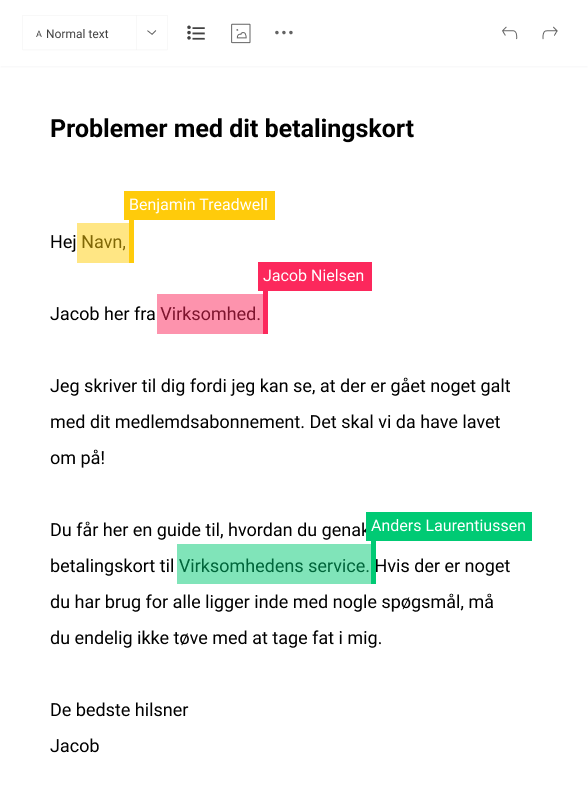 A Normal text
Problemer med dit betalingskort
Benjamin Treadwell
Hej Navn,
Jacob Nielsen
Jacob her fra Virksomhed.
Jeg skriver til dig fordi jeg kan se, at der er gået noget galt
med dit medlemdsabonnement. Det skal vi da have lavet
om på!
Anders Laurentiussen
Du får her en guide til, hvordan du
betalingskort til Virksomhedens service. Hvis der er noget
du har brug for alle ligger inde med nogle spøgsmål, må
du endelig ikke tøve med at tage fat i mig.
De bedste hilsner
Jacob